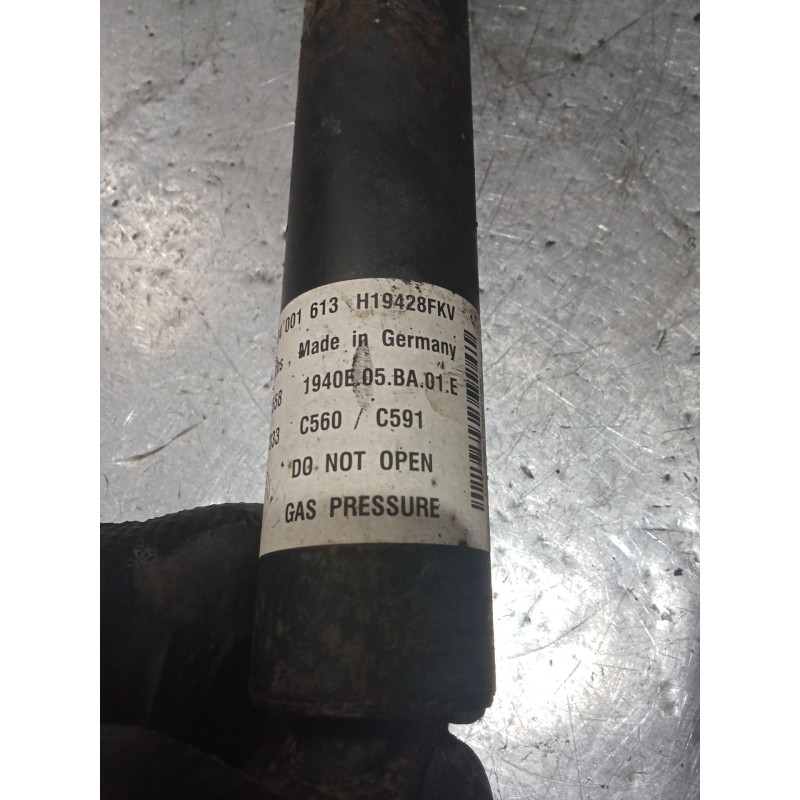 001 613 H19428FKV
Made in Germany
1940E.05.BA.01.E
C560 / C591
DO NOT OPEN
GAS PRESSURE